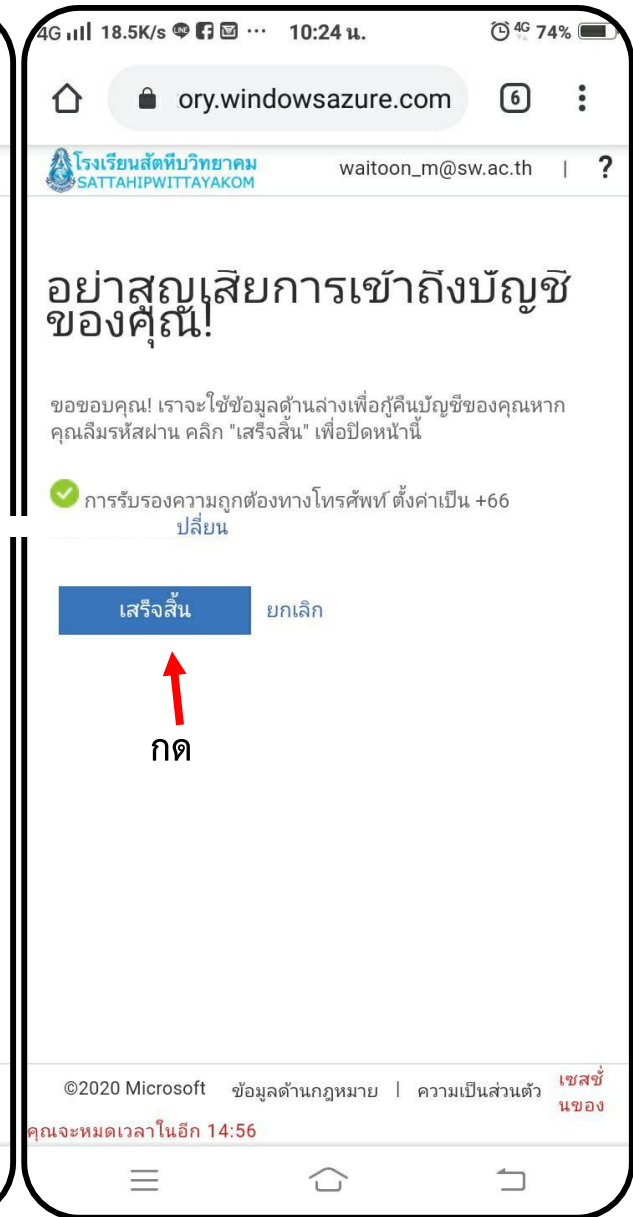 4G 18.5K/s ... 10:24 น. 4G 74%
ory.windowsazure.com 6
โรงเรียนสัตหีบวิทยาคม
SATTAHIPWITTAYAKOM
waitoon_m@sw.ac.th | ?
อย่าสูญเสียการเข้าถึงบัญชี
ของคุณ!
ขอขอบคุณ! เราจะใช้ข้อมูลด้านล่างเพื่อกู้คืนบัญชีของคุณหาก
คุณลืมรหัสผ่าน คลิก "เสร็จสิ้น" เพื่อปิดหน้านี้
การรับรองความถูกต้องทางโทรศัพท์ ตั้งค่าเป็น +66
ปลี่ยน
เสร็จสิ้น ยกเลิก
กด
©2020 Microsoft ข้อมูลด้านกฎหมาย | ความเป็นส่วนตัว
เซสชั่
นของ
คุณจะหมดเวลาในอีก 14:56